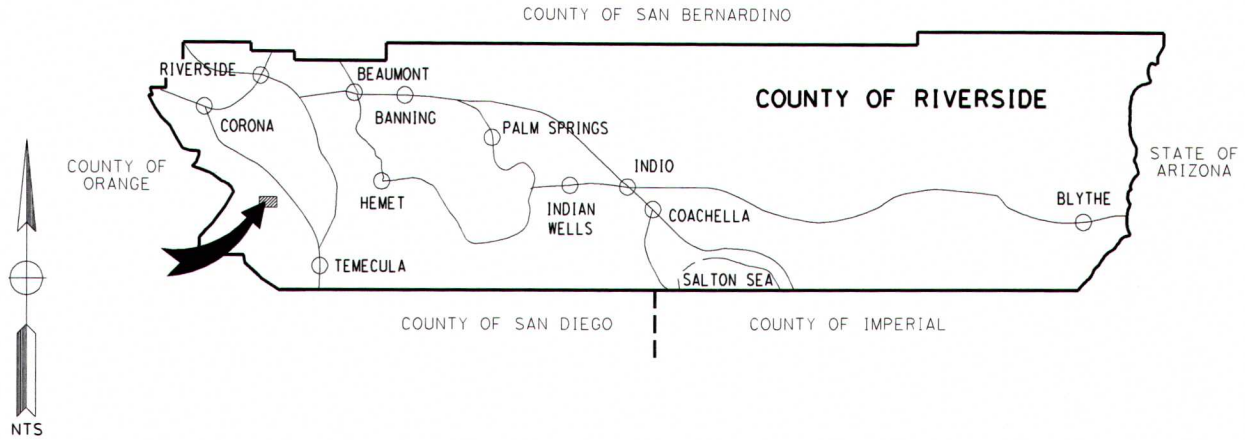 COUNTY OF SAN BERNARDINO
RIVERSIDE
BEAUMONT
COUNTY OF RIVERSIDE
BANNING
CORONA
PALM SPRINGS
COUNTY OF
ORANGE
INDIO
STATE OF
ARIZONA
HEMET
INDIAN
WELLS
COACHELLA
BLYTHE
TEMECULA
SALTON SEA
COUNTY OF SAN DIEGO
COUNTY OF IMPERIAL
NTS